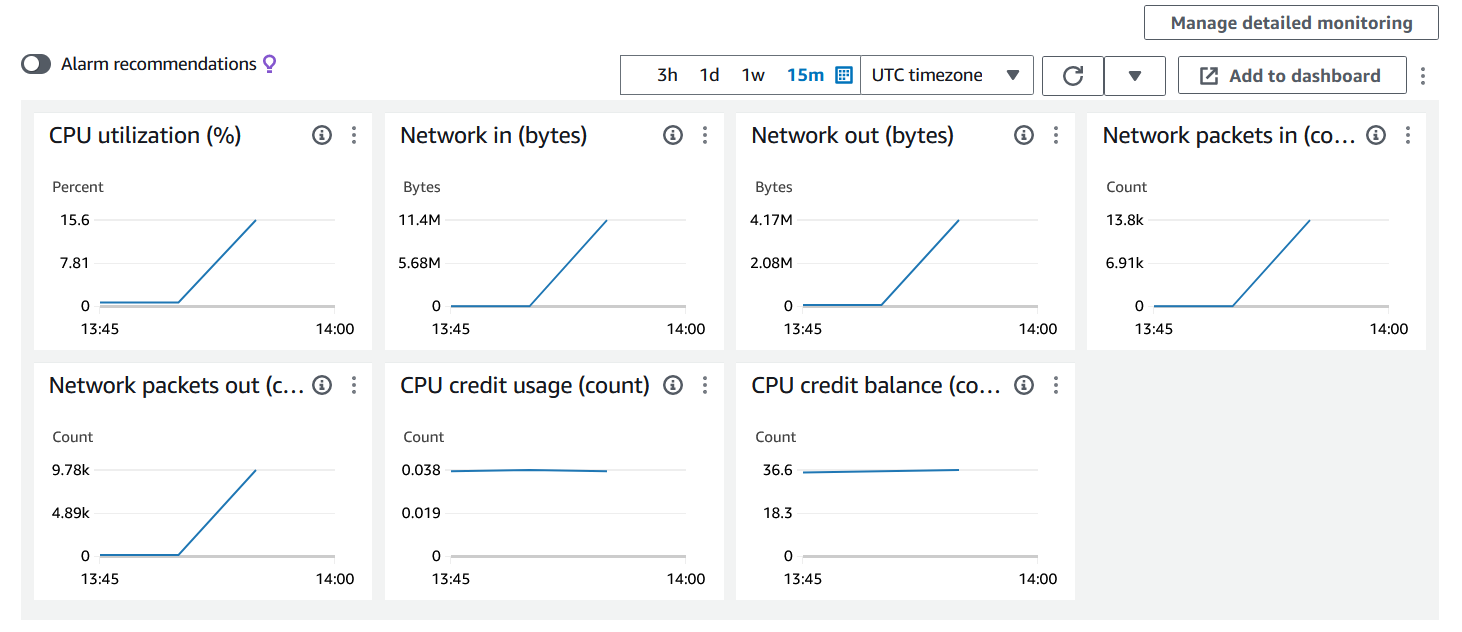 Manage detailed monitoring
Alarm recommendations
3h 1d 1w 15m UTC timezone Add to dashboard
CPU utilization (%)
Percent
15.6
7.81
0
13:45 14:00
Network in (bytes)
Bytes
11.4M
5.68M
0
13:45 14:00
Network out (bytes)
Bytes
4.17M
2.08M
0
13:45 14:00
Network packets in (co...
Count
13.8k
6.91k
0
13:45 14:00
Network packets out (c...
Count
9.78k
4.89k
0
13:45 14:00
CPU credit usage (count)
Count
0.038
0.019
0
13:45 14:00
CPU credit balance (co...
Count
36.6
18.3
0
13:45 14:00